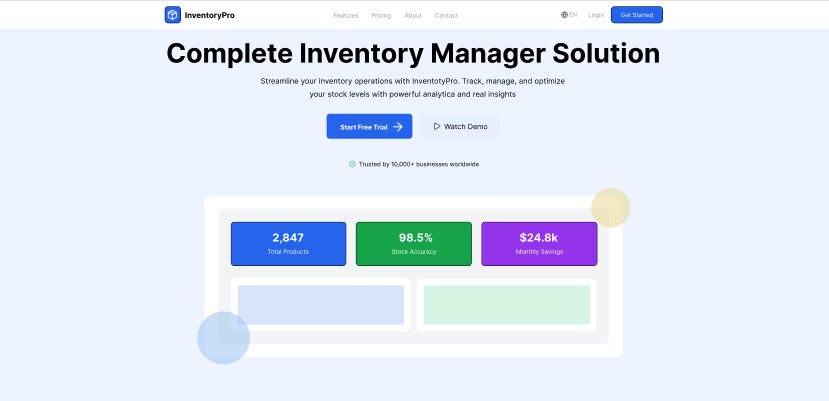 InventoryPro
Features Pricing About Contact
EN Login Get Started
Complete Inventory Manager Solution
Streamline your inventory operations with InventotyPro. Track, manage, and optimize
your stock levels with powerful analytica and real insights
Start Free Trial
Watch Demo
Trusted by 10,000+ businesses worldwide
2,847
Total Products
98.5%
Stock Accuracy
$24.8k
Monthly Savings